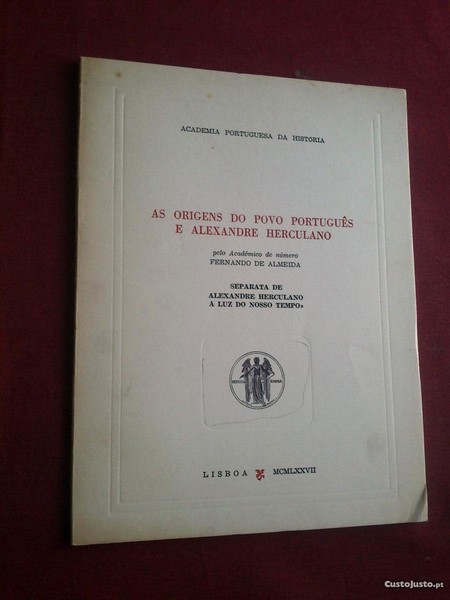 ACADEMIA PORTUGUESA DA HISTÓRIA
AS ORIGENS DO POVO PORTUGUÊS
E ALEXANDRE HERCULANO
pelo Académico de número
FERNANDO DE ALMEIDA
SEPARATA DE
ALEXANDRE HERCULANO
À LUZ DO NOSSO TEMPO»
LISBOA MCMLXXVII
CustoJusto.pt